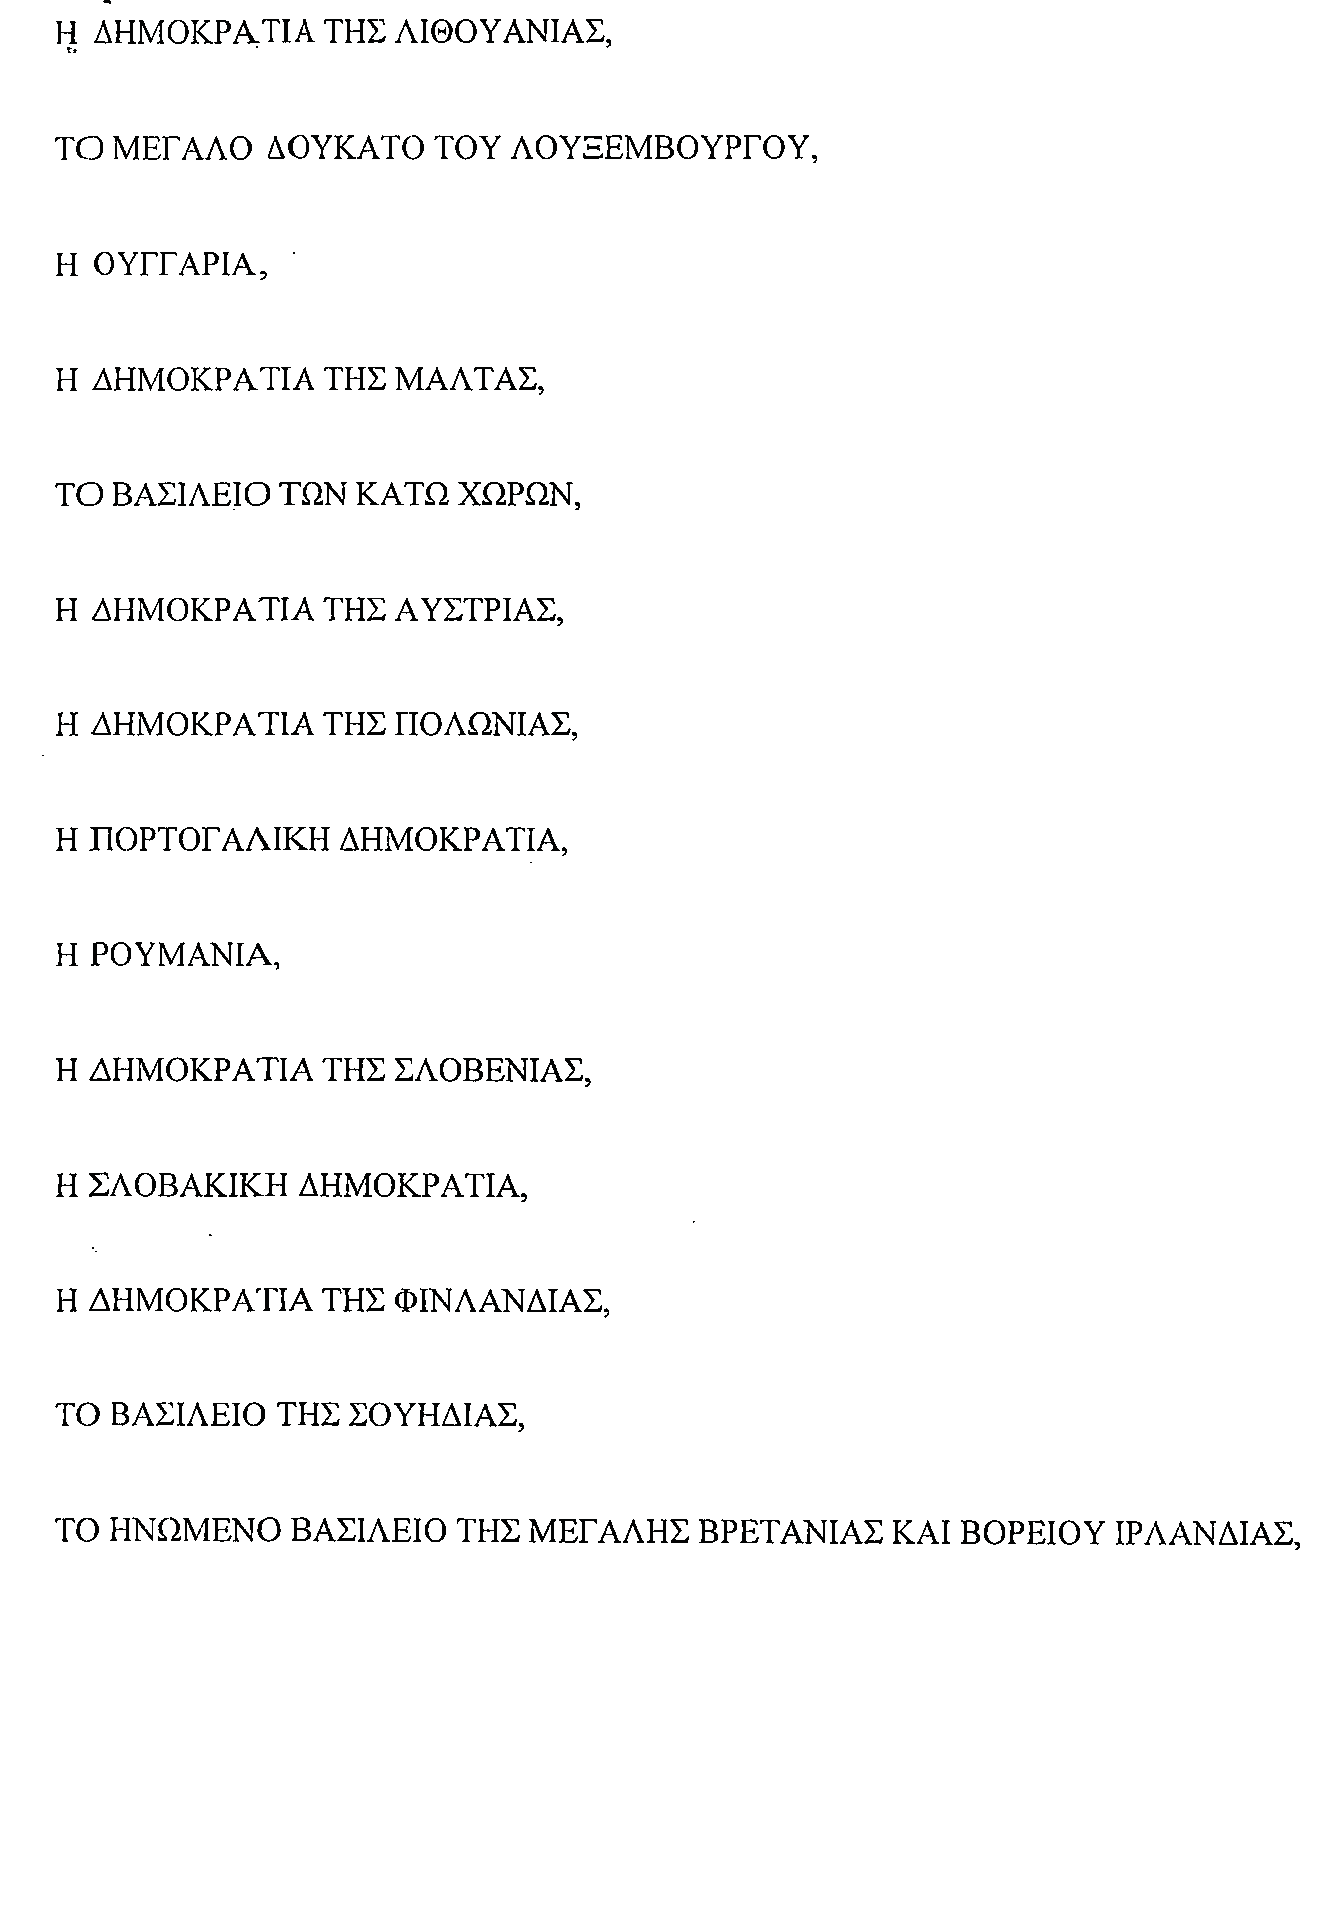 Η ΔΗΜΟΚΡΑΤΙΑ ΤΗΣ ΛΙΘΟΥΑΝΙΑΣ,
ΤΟ ΜΕΓΑΛΟ ΔΟΥΚΑΤΟ ΤΟΥ ΛΟΥΞΕΜΒΟΥΡΓΟΥ,
Η ΟΥΓΓΑΡΙΑ,
Η ΔΗΜΟΚΡΑΤΙΑ ΤΗΣ ΜΑΛΤΑΣ,
ΤΟ ΒΑΣΙΛΕΙΟ ΤΩΝ ΚΑΤΩ ΧΩΡΩΝ,
Η ΔΗΜΟΚΡΑΤΙΑ ΤΗΣ ΑΥΣΤΡΙΑΣ,
Η ΔΗΜΟΚΡΑΤΙΑ ΤΗΣ ΠΟΛΩΝΙΑΣ,
Η ΠΟΡΤΟΓΑΛΙΚΗ ΔΗΜΟΚΡΑΤΙΑ,
Η ΡΟΥΜΑΝΙΑ,
Η ΔΗΜΟΚΡΑΤΙΑ ΤΗΣ ΣΛΟΒΕΝΙΑΣ,
Η ΣΛΟΒΑΚΙΚΗ ΔΗΜΟΚΡΑΤΙΑ,
Η ΔΗΜΟΚΡΑΤΙΑ ΤΗΣ ΦΙΝΛΑΝΔΙΑΣ,
ΤΟ ΒΑΣΙΛΕΙΟ ΤΗΣ ΣΟΥΗΔΙΑΣ,
ΤΟ ΗΝΩΜΕΝΟ ΒΑΣΙΛΕΙΟ ΤΗΣ ΜΕΓΑΛΗΣ ΒΡΕΤΑΝΙΑΣ ΚΑΙ ΒΟΡΕΙΟΥ ΙΡΛΑΝΔΙΑΣ,